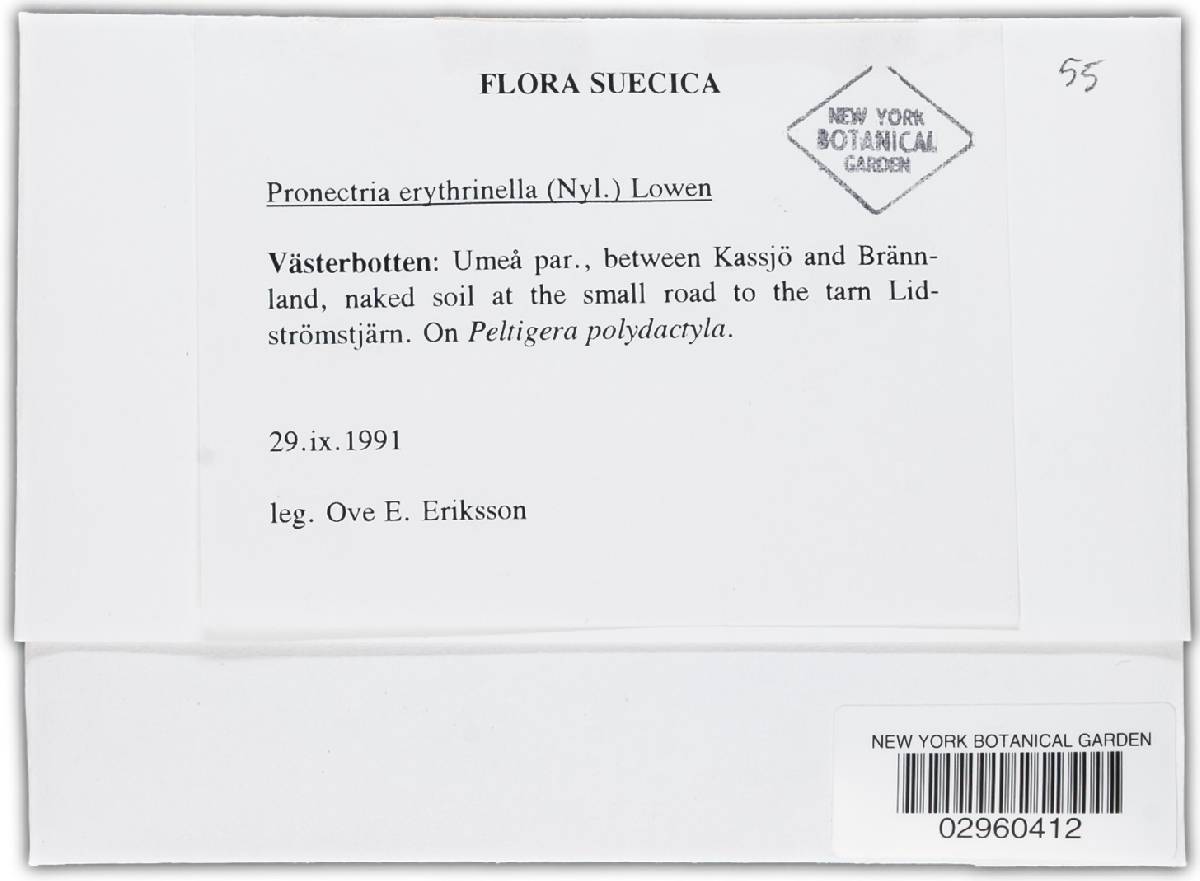 FLORA SUECICA
55
NEW YORK
BOTANICAL
GARDEN
Pronectria erythrinella (Nyl.) Lowen
Västerbotten: Umeå par., between Kassjö and Bränn-
land, naked soil at the small road to the tarn Lid-
strömstjärn. On Peltigera polydactyla.
29.ix.1991
leg. Ove E. Eriksson
NEW YORK BOTANICAL GARDEN
02960412